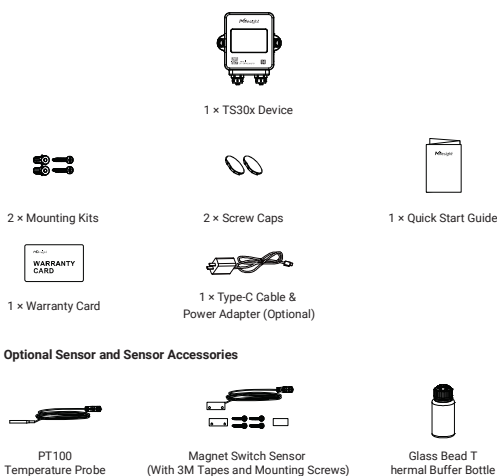 Milesight
1 × TS30x Device
Milesight
2 × Mounting Kits
2 × Screw Caps
1 × Quick Start Guide
WARRANTY
CARD
1 × Warranty Card
1 × Type-C Cable &
Power Adapter (Optional)
Optional Sensor and Sensor Accessories
PT100
Temperature Probe
Magnet Switch Sensor
(With 3M Tapes and Mounting Screws)
Glass Bead T
hermal Buffer Bottle